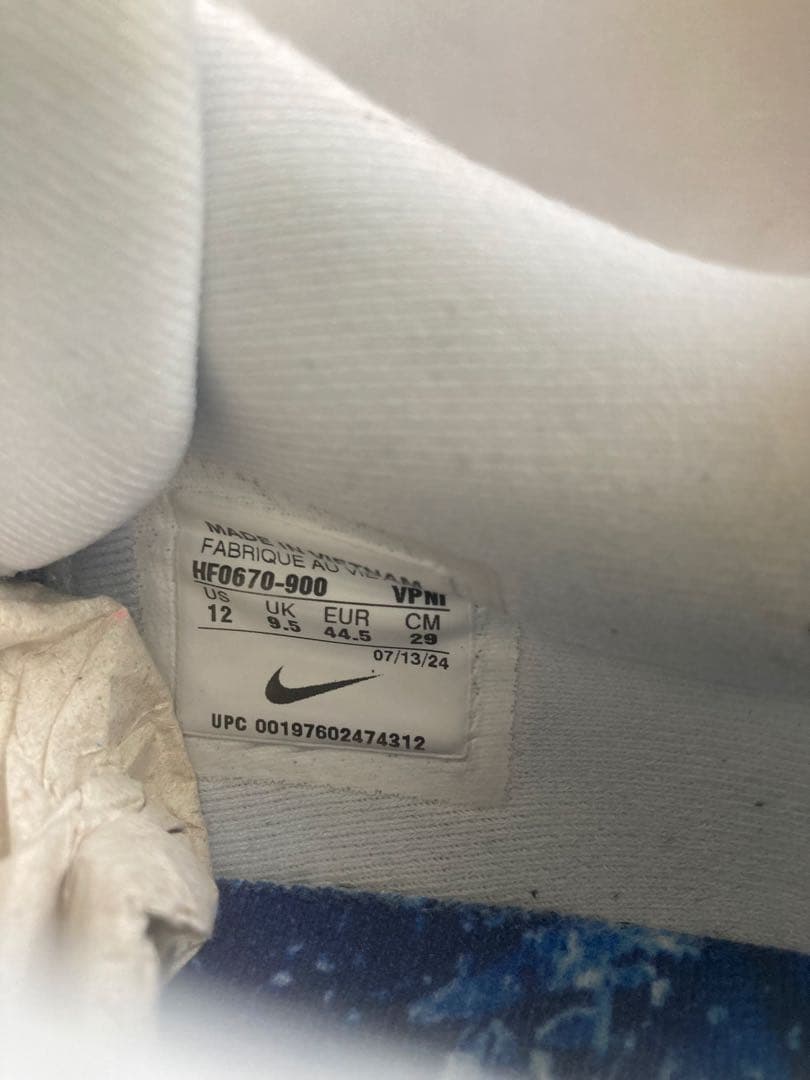 MADE IN VIETNAM
FABRIQUE AU VIETNAM
HF0670-900 VPNI
US UK EUR CM
12 9.5 44.5 29
07/13/24
UPC 00197602474312